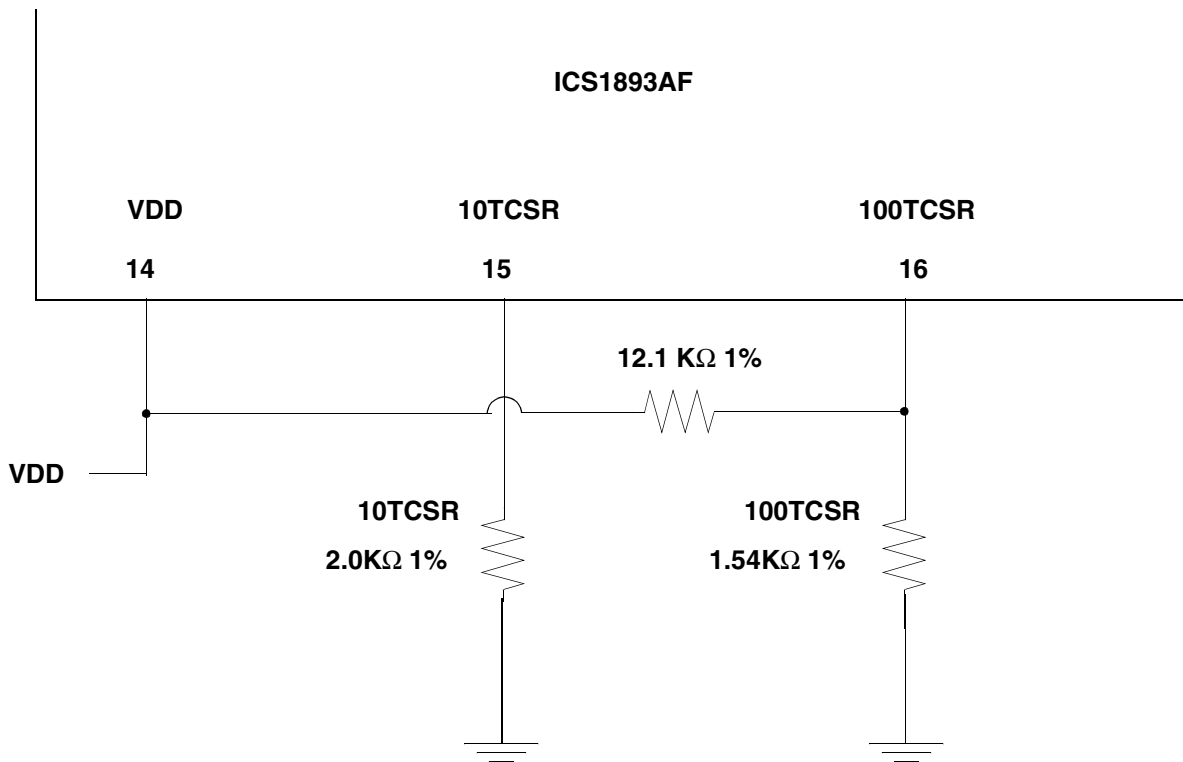 ICS1893AF
VDD 10TCSR 100TCSR
14 15 16
12.1 KΩ 1%
VDD
10TCSR 100TCSR
2.0KΩ 1% 1.54KΩ 1%